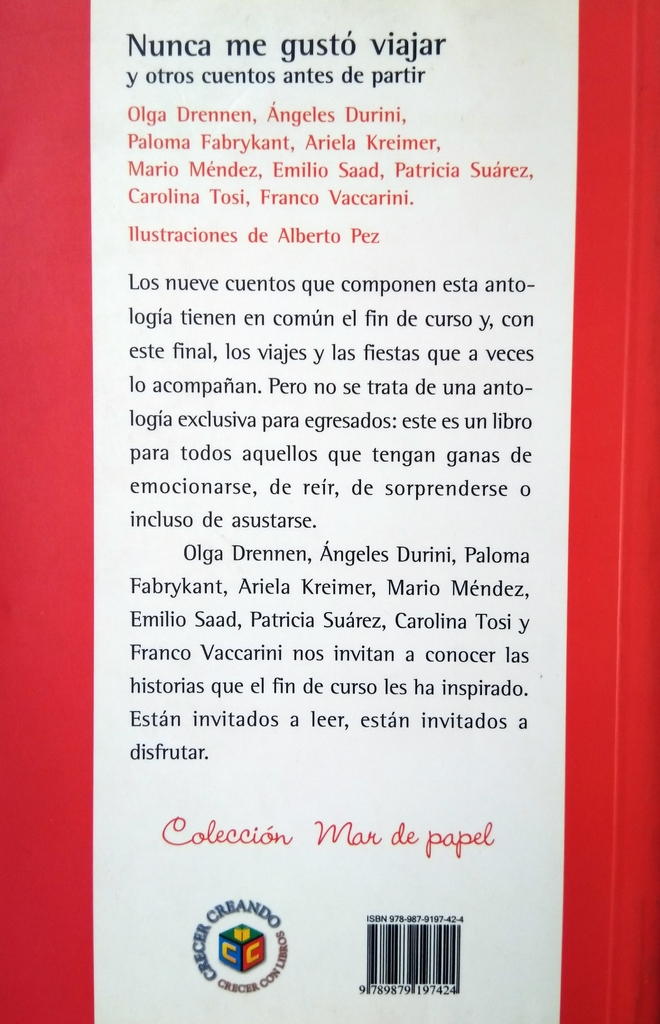 Nunca me gustó viajar
y otros cuentos antes de partir
Olga Drennen, Ángeles Durini,
Paloma Fabrykant, Ariela Kreimer,
Mario Méndez, Emilio Saad, Patricia Suárez,
Carolina Tosi, Franco Vaccarini.
Ilustraciones de Alberto Pez
Los nueve cuentos que componen esta anto-
logía tienen en común el fin de curso y, con
este final, los viajes y las fiestas que a veces
lo acompañan. Pero no se trata de una anto-
logía exclusiva para egresados: este es un libro
para todos aquellos que tengan ganas de
emocionarse, de reír, de sorprenderse o
incluso de asustarse.
Olga Drennen, Ángeles Durini, Paloma
Fabrykant, Ariela Kreimer, Mario Méndez,
Emilio Saad, Patricia Suárez, Carolina Tosi y
Franco Vaccarini nos invitan a conocer las
historias que el fin de curso les ha inspirado.
Están invitados a leer, están invitados a
disfrutar.
Colección Mar de papel
CRECER CREANDO
CC
CRECER CON LIBROS
ISBN 978-987-9197-42-4
9 789879 197424